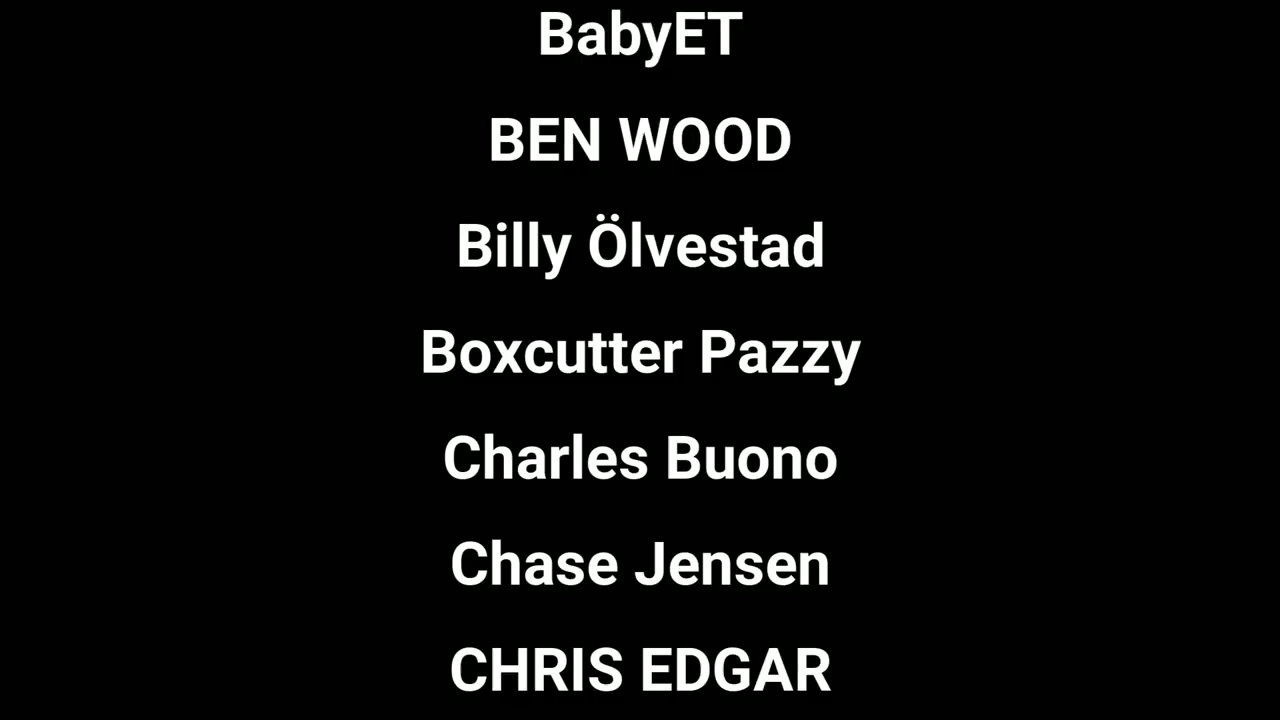 BabyET
BEN WOOD
Billy Ölvestad
Boxcutter Pazzy
Charles Buono
Chase Jensen
CHRIS EDGAR